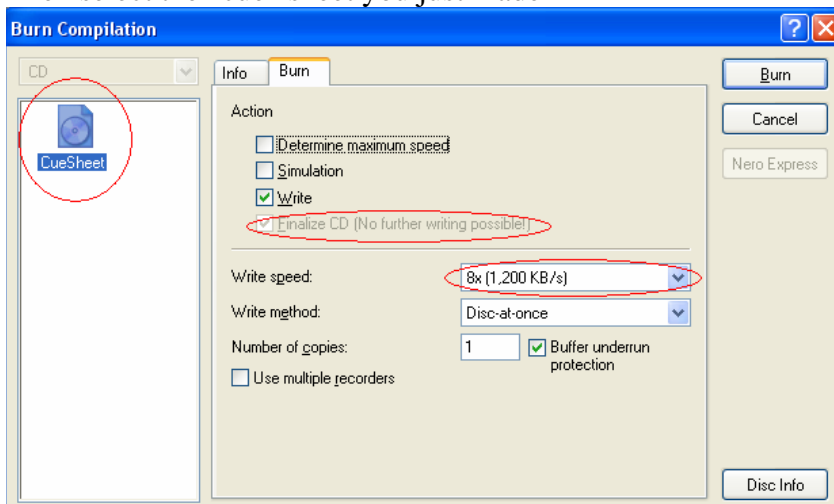 Burn Compilation
CD
Info Burn
Burn
Action
Cancel
Determine maximum speed
CueSheet
Simulation
Nero Express
Write
Finalize CD (No further writing possible!)
Write speed: 8x (1,200 KB/s)
Write method: Disc-at-once
Number of copies: 1 Buffer underrun
protection
Use multiple recorders
Disc Info